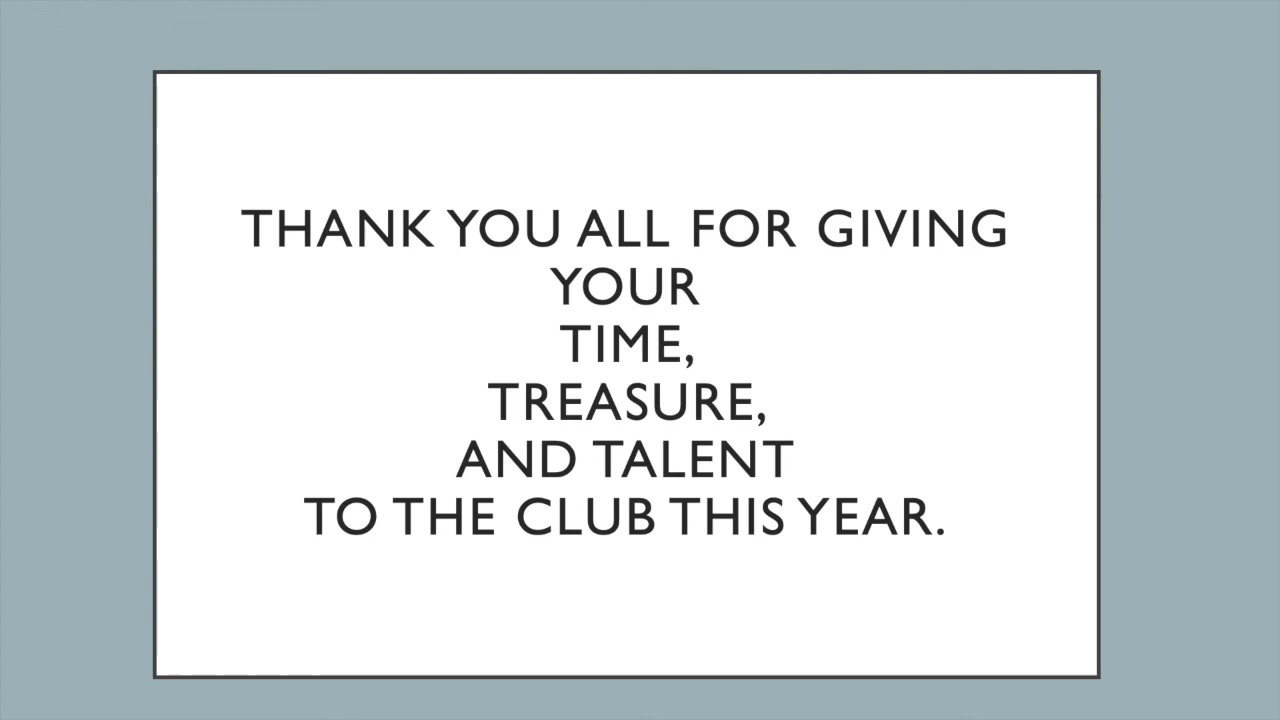 THANK YOU ALL FOR GIVING
YOUR
TIME,
TREASURE,
AND TALENT
TO THE CLUB THIS YEAR.